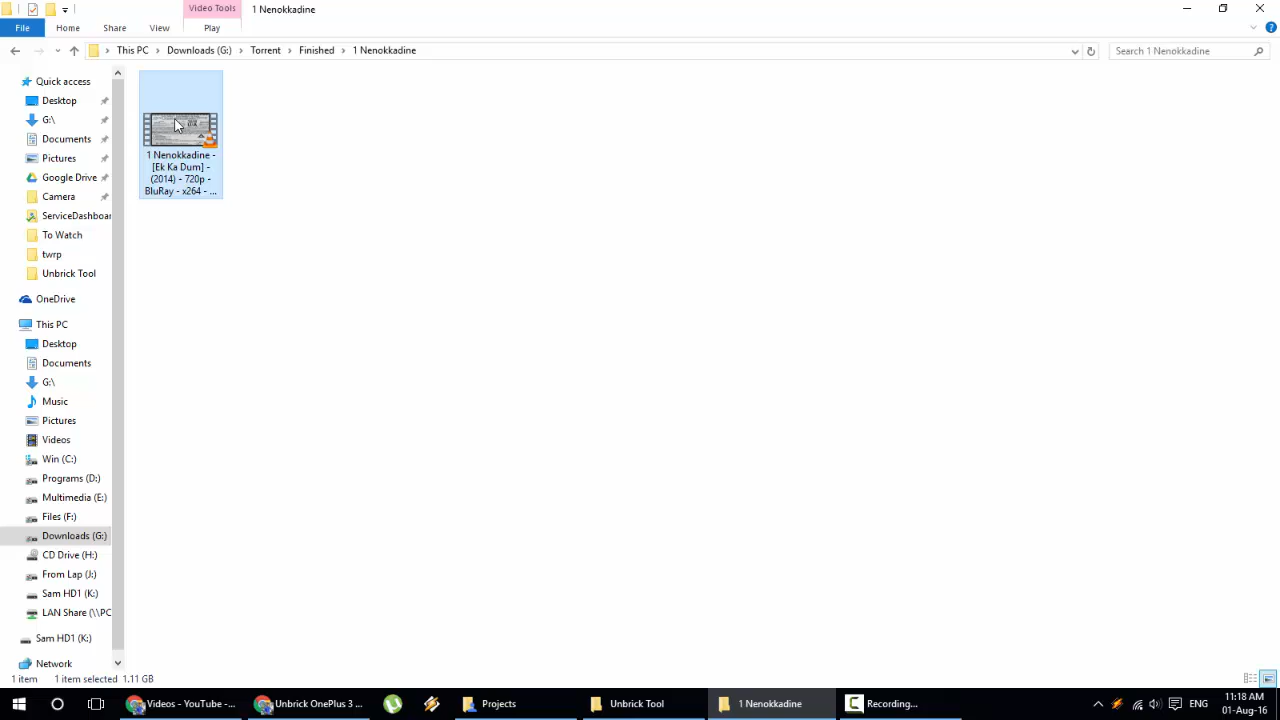 Video Tools
1 Nenokkadine
File
Home
Share
View
Play
This PC
Downloads (G:)
Torrent
Finished
1 Nenokkadine
Search 1 Nenokkadine
Quick access
Desktop
G:\
Documents
Pictures
Google Drive
Camera
ServiceDashboar
To Watch
twrp
Unbrick Tool
OneDrive
This PC
Desktop
Documents
G:\
Music
Pictures
Videos
Win (C:)
Programs (D:)
Multimedia (E:)
Files (F:)
Downloads (G:)
CD Drive (H:)
From Lap (J:)
Sam HD1 (K:)
LAN Share (\\PC
Sam HD1 (K:)
Network
1 Nenokkadine -
[Ek Ka Dum] -
(2014) - 720p -
BluRay - x264 - ...
1 item 1 item selected 1.11 GB
Videos - YouTube -...
Unbrick OnePlus 3 ...
Projects
Unbrick Tool
1 Nenokkadine
Recording...
ENG
11:18 AM
01-Aug-16